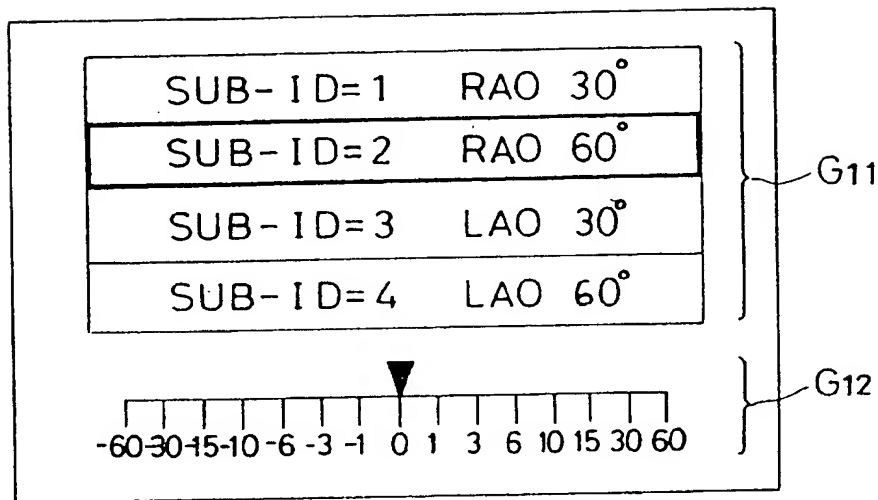 SUB-ID=1 RAO 30°
SUB-ID=2 RAO 60°
SUB-ID=3 LAO 30°
SUB-ID=4 LAO 60°
G11
G12
-60 -30 -15 -10 -6 -3 -1 0 1 3 6 10 15 30 60